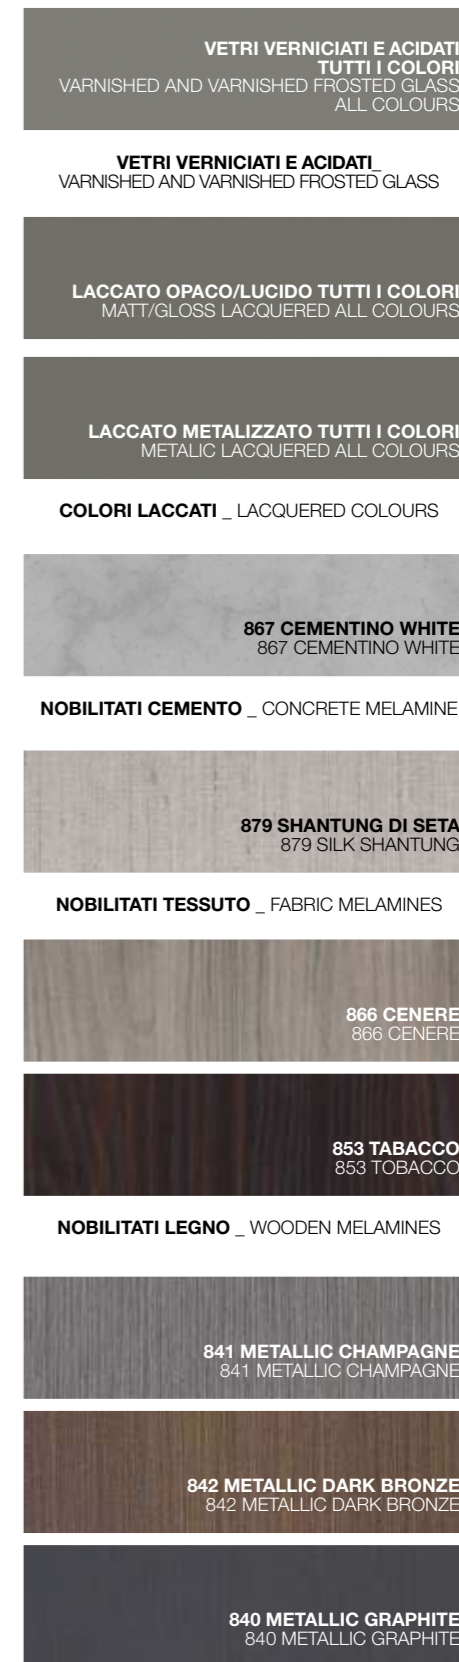 VETRI VERNICIATI E ACIDATI
TUTTI I COLORI
VARNISHED AND VARNISHED FROSTED GLASS
ALL COLOURS
VETRI VERNICIATI E ACIDATI_
VARNISHED AND VARNISHED FROSTED GLASS
LACCATO OPACO/LUCIDO TUTTI I COLORI
MATT/GLOSS LACQUERED ALL COLOURS
LACCATO METALIZZATO TUTTI I COLORI
METALIC LACQUERED ALL COLOURS
COLORI LACCATI _ LACQUERED COLOURS
867 CEMENTINO WHITE
867 CEMENTINO WHITE
NOBILITATI CEMENTO _ CONCRETE MELAMINE
879 SHANTUNG DI SETA
879 SILK SHANTUNG
NOBILITATI TESSUTO _ FABRIC MELAMINES
866 CENERE
866 CENERE
853 TABACCO
853 TOBACCO
NOBILITATI LEGNO _ WOODEN MELAMINES
841 METALLIC CHAMPAGNE
841 METALLIC CHAMPAGNE
842 METALLIC DARK BRONZE
842 METALLIC DARK BRONZE
840 METALLIC GRAPHITE
840 METALLIC GRAPHITE